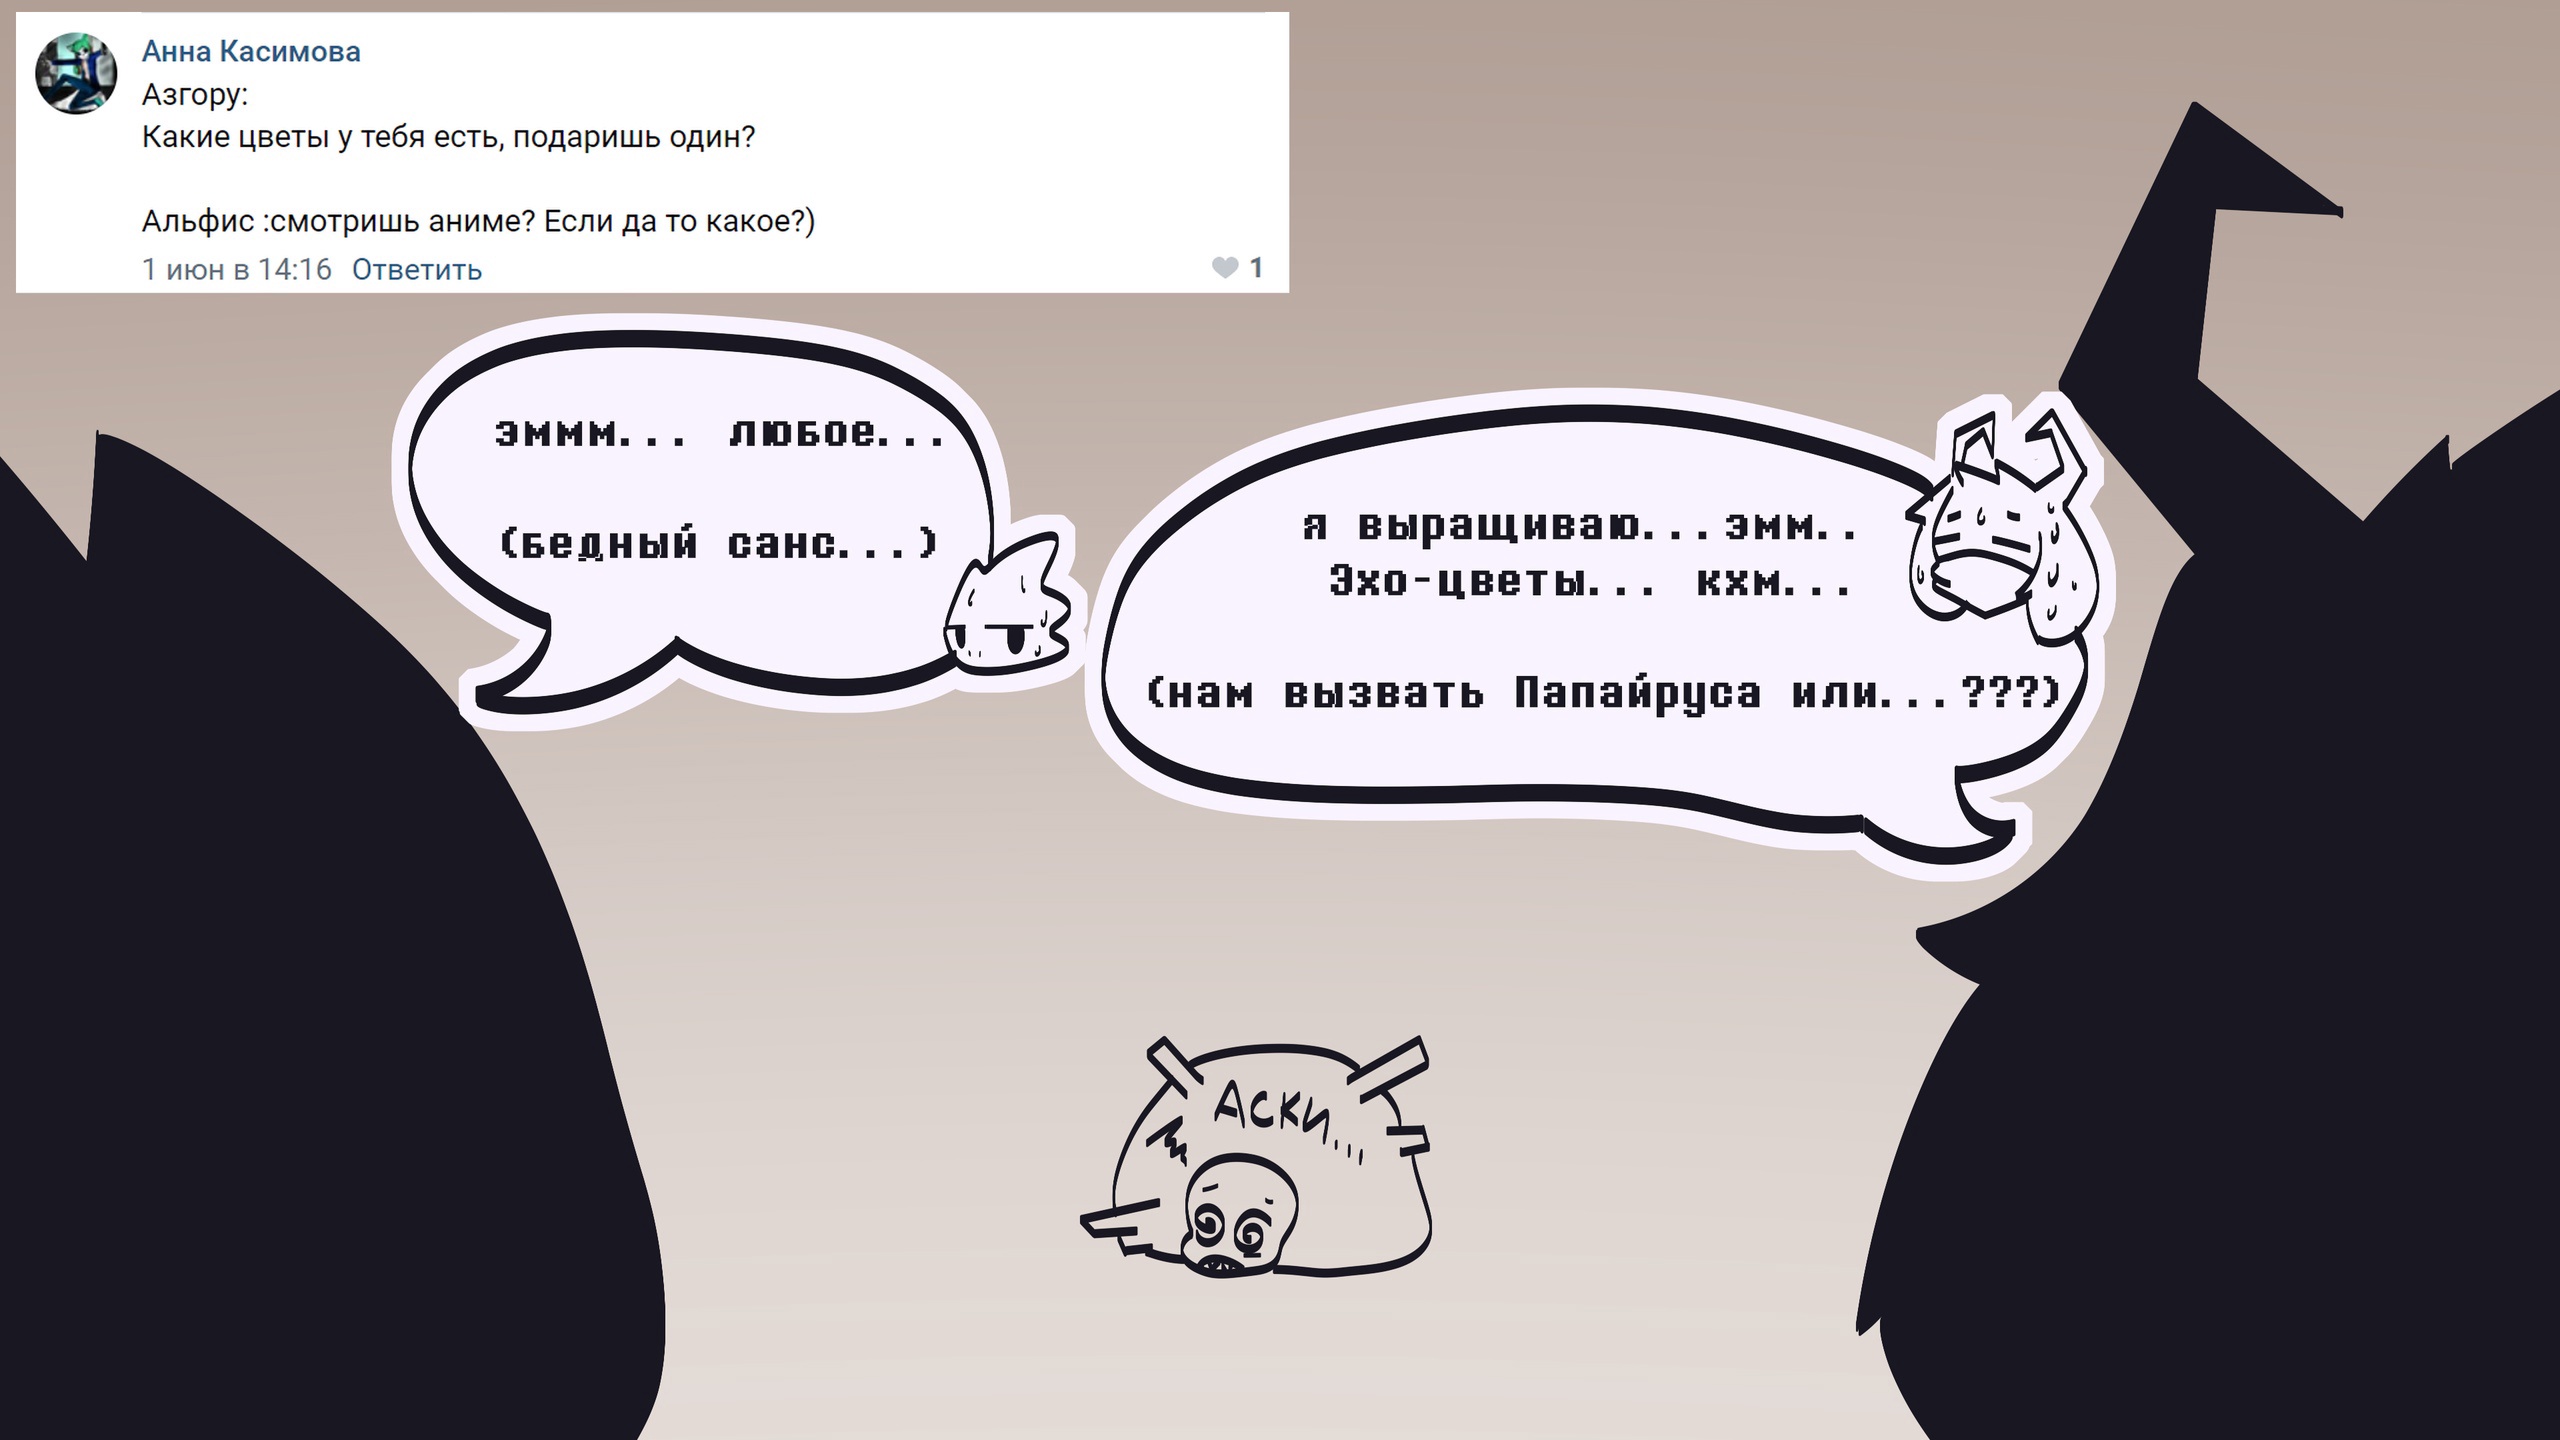 Анна Касимова
Азгору:
Какие цветы у тебя есть, подаришь один?
Альфис :смотришь аниме? Если да то какое?)
1 июн в 14:16 Ответить
1
эммм... любое...
(бедный санс...)
я выращиваю...эмм..
Эхо-цветы... кхм...
(нам вызвать Папайруса или...???)
Аски...